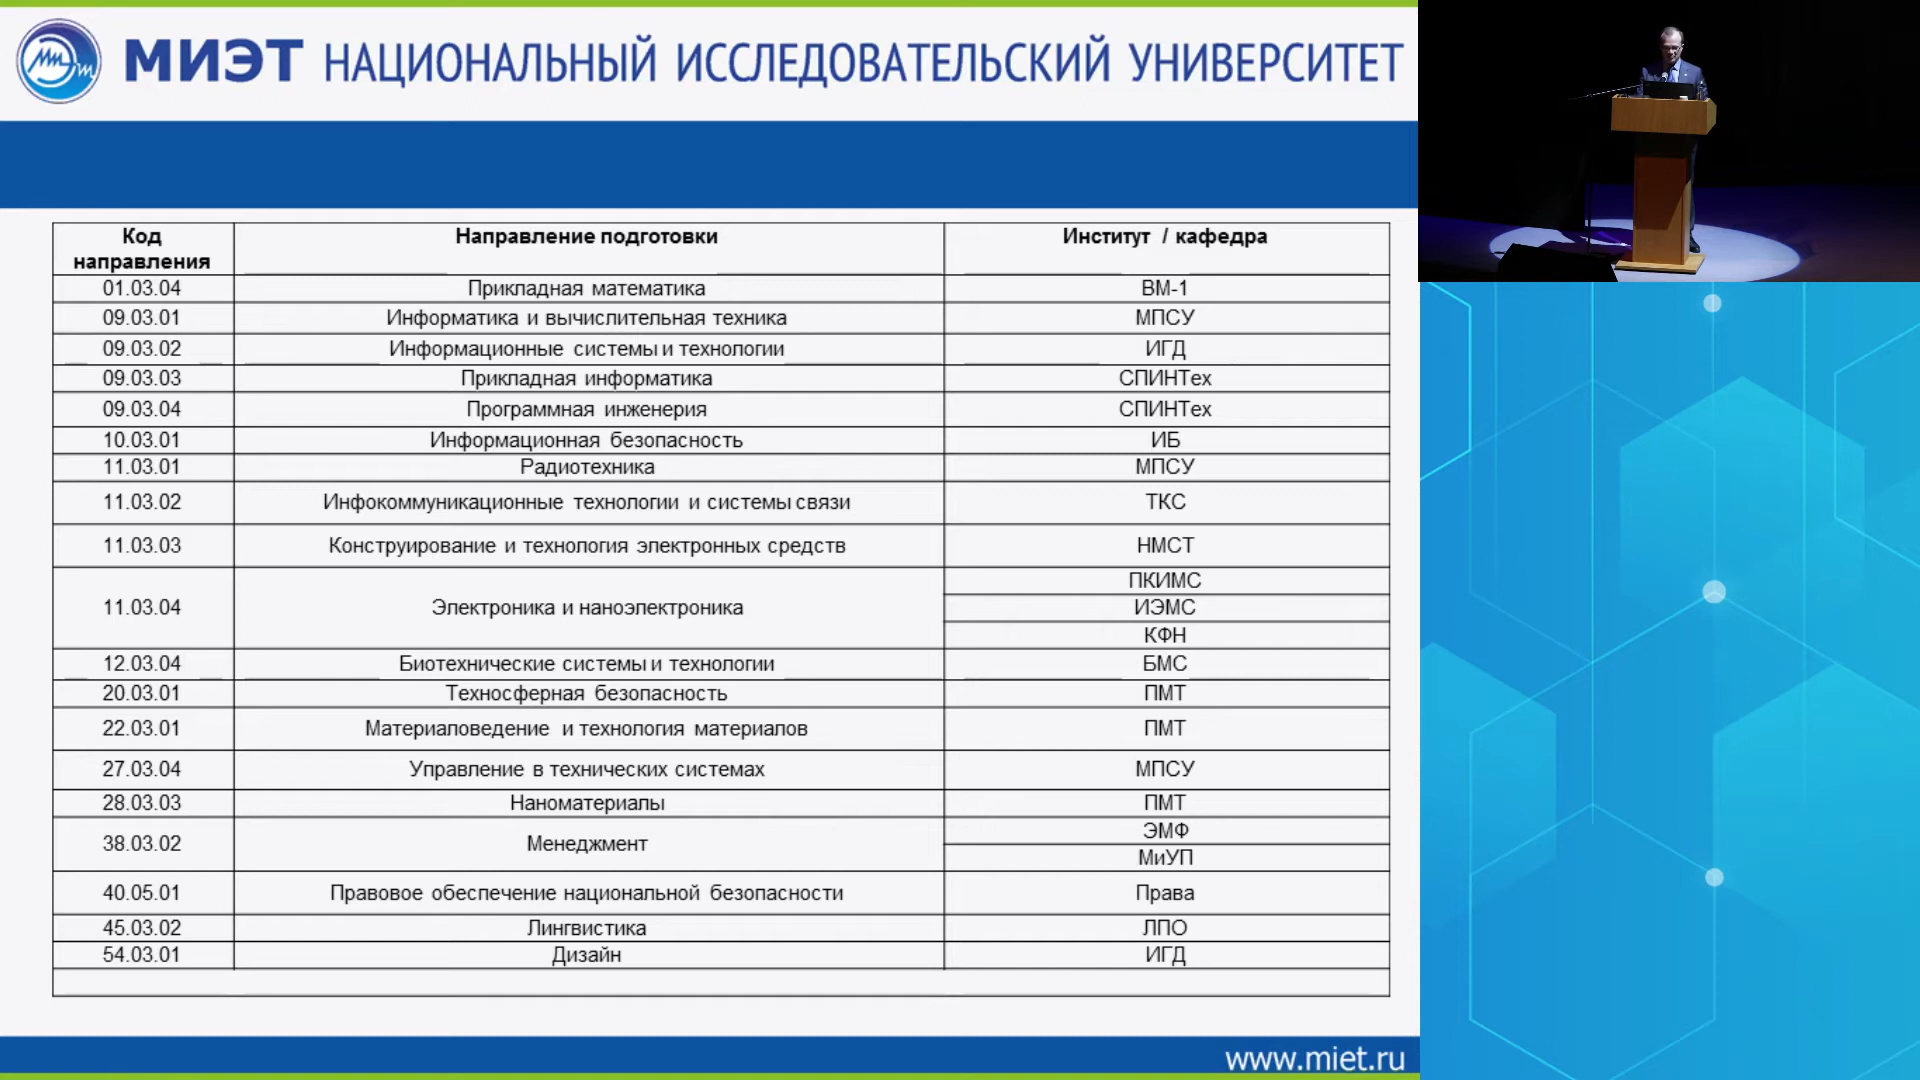 МИЭТ НАЦИОНАЛЬНЫЙ ИССЛЕДОВАТЕЛЬСКИЙ УНИВЕРСИТЕТ
Код направления Направление подготовки Институт / кафедра
01.03.04 Прикладная математика ВМ-1
09.03.01 Информатика и вычислительная техника МПСУ
09.03.02 Информационные системы и технологии ИГД
09.03.03 Прикладная информатика СПИНТех
09.03.04 Программная инженерия СПИНТех
10.03.01 Информационная безопасность ИБ
11.03.01 Радиотехника МПСУ
11.03.02 Инфокоммуникационные технологии и системы связи ТКС
11.03.03 Конструирование и технология электронных средств НМСТ
11.03.04 Электроника и наноэлектроника ПКИМС
ИЭМС
КФН
12.03.04 Биотехнические системы и технологии БМС
20.03.01 Техносферная безопасность ПМТ
22.03.01 Материаловедение и технология материалов ПМТ
27.03.04 Управление в технических системах МПСУ
28.03.03 Наноматериалы ПМТ
38.03.02 Менеджмент ЭМФ
МиУП
40.05.01 Правовое обеспечение национальной безопасности Права
45.03.02 Лингвистика ЛПО
54.03.01 Дизайн ИГД
www.miet.ru